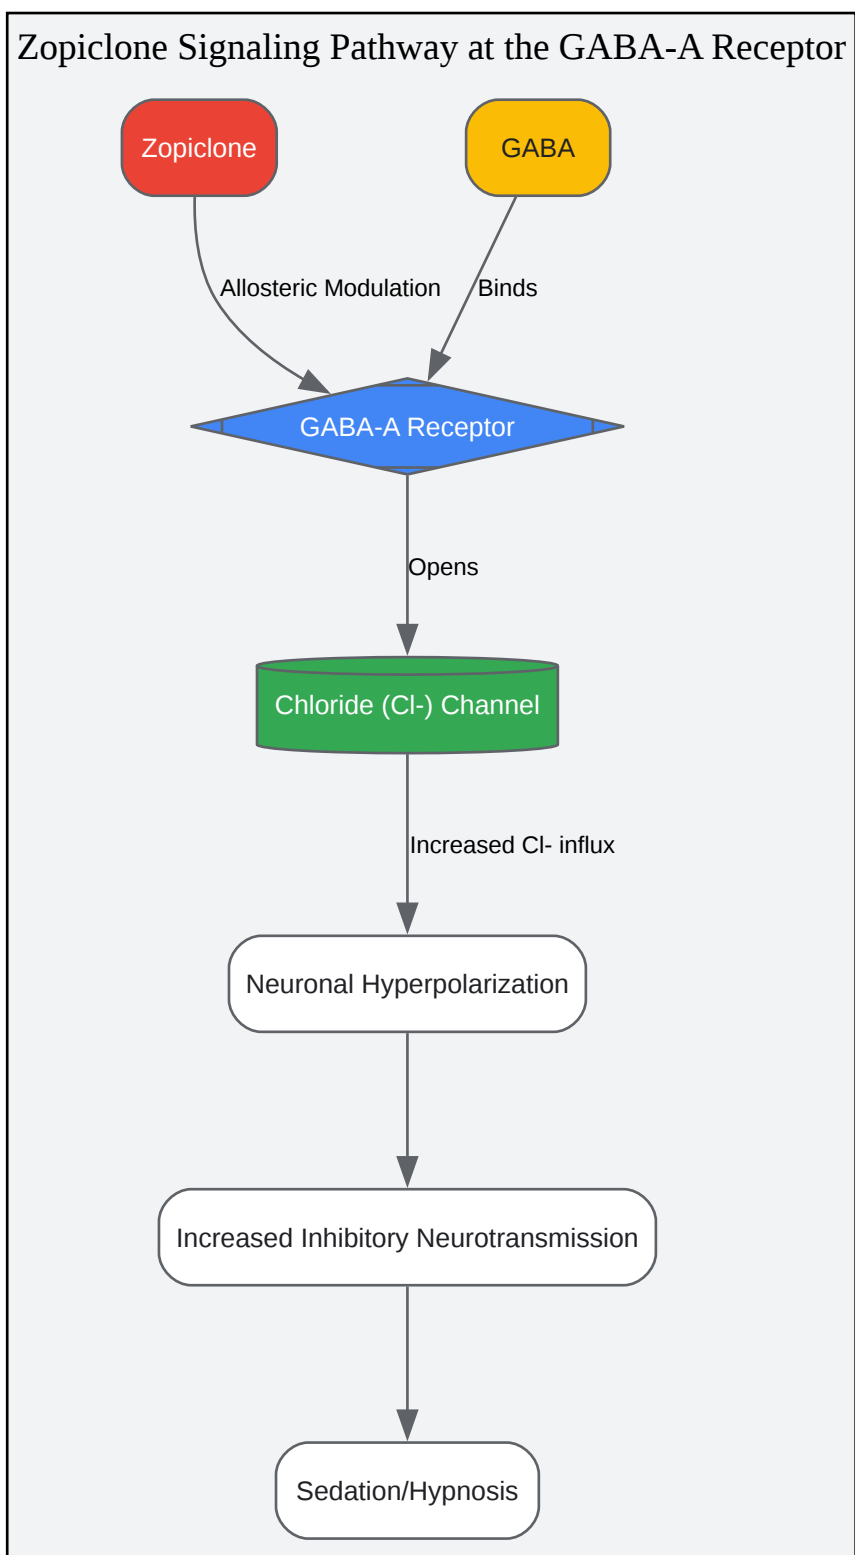 Zopiclone Signaling Pathway at the GABA-A Receptor
Zopiclone
GABA
Allosteric Modulation
Binds
GABA-A Receptor
Opens
Chloride (Cl-) Channel
Increased Cl- influx
Neuronal Hyperpolarization
Increased Inhibitory Neurotransmission
Sedation/Hypnosis